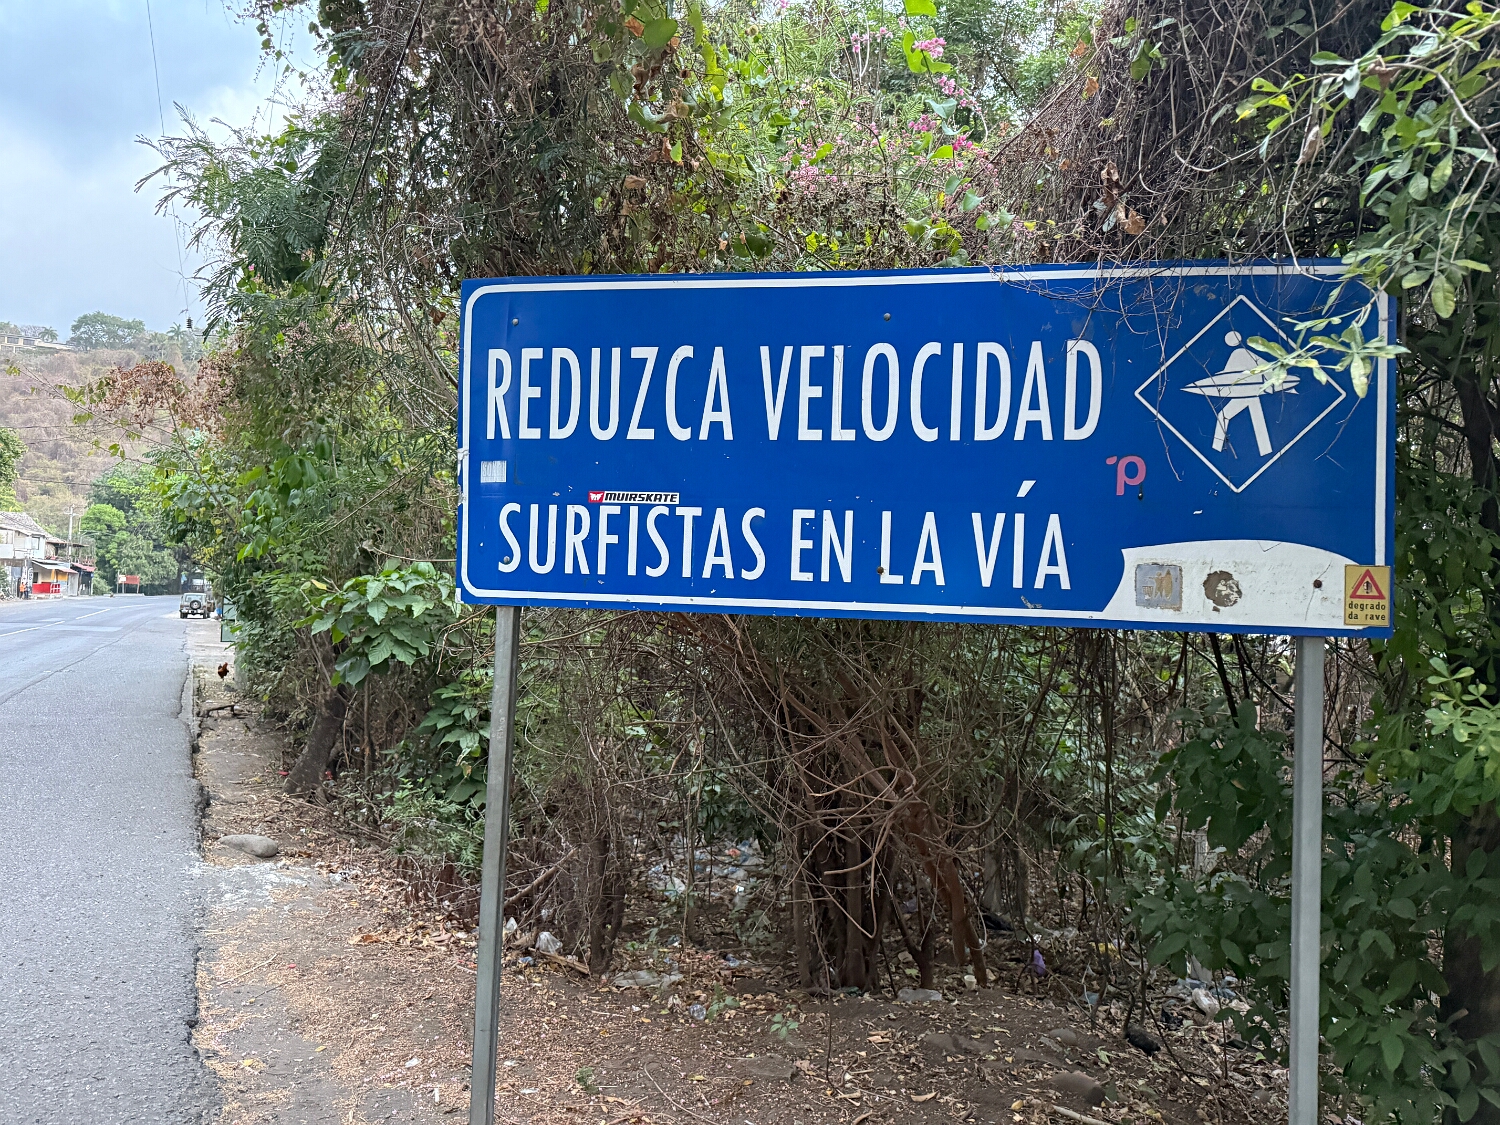 REDUZCA VELOCIDAD
MUIRSKATE
SURFISTAS EN LA VÍA
p
degrado
da rave